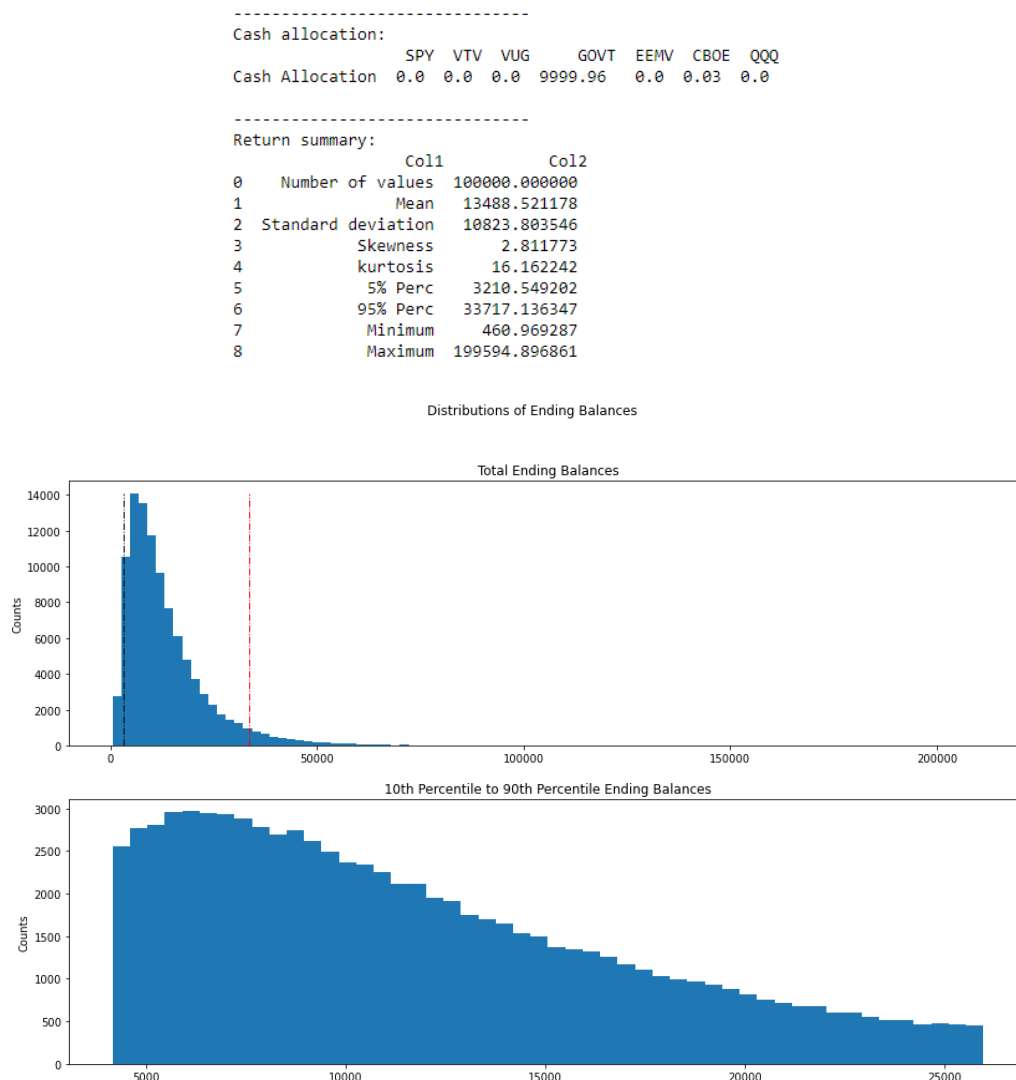 -------------------------------
Cash allocation:
SPY VTV VUG GOVT EEMV CBOE QQQ
Cash Allocation 0.0 0.0 0.0 9999.96 0.0 0.03 0.0
-------------------------------
Return summary:
Col1 Col2
0 Number of values 100000.000000
1 Mean 13488.521178
2 Standard deviation 10823.803546
3 Skewness 2.811773
4 kurtosis 16.162242
5 5% Perc 3210.549202
6 95% Perc 33717.136347
7 Minimum 460.969287
8 Maximum 199594.896861
Distributions of Ending Balances
Total Ending Balances
14000
12000
10000
8000
6000
4000
2000
0
Counts
0 50000 100000 150000 200000
10th Percentile to 90th Percentile Ending Balances
3000
2500
2000
1500
1000
500
0
Counts
5000 10000 15000 20000 25000